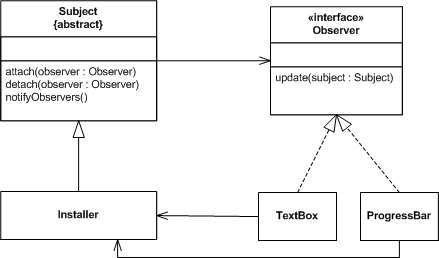 Subject
{abstract}
attach(observer : Observer)
detach(observer : Observer)
notifyObservers()
«interface»
Observer
update(subject : Subject)
Installer
TextBox
ProgressBar